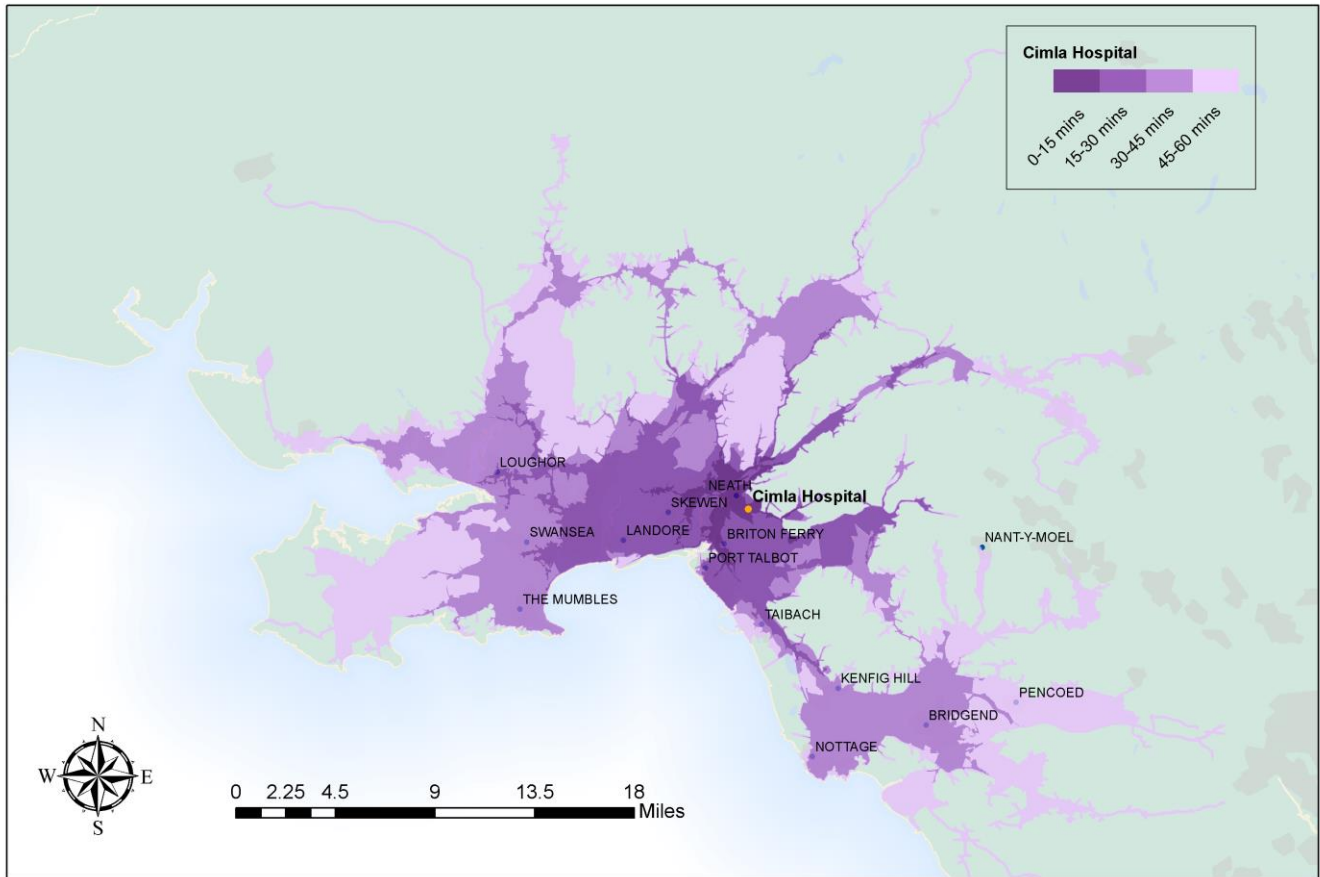 Cimla Hospital
0-15 mins
15-30 mins
30-45 mins
45-60 mins
LOUGHOR
NEATH
Cimla Hospital
SKEWEN
SWANSEA
LANDORE
BRITON FERRY
NANT-Y-MOEL
PORT TALBOT
THE MUMBLES
TAIBACH
KENFIG HILL
PENCOED
BRIDGEND
NOTTAGE
N
W E
S
0 2.25 4.5 9 13.5 18
Miles